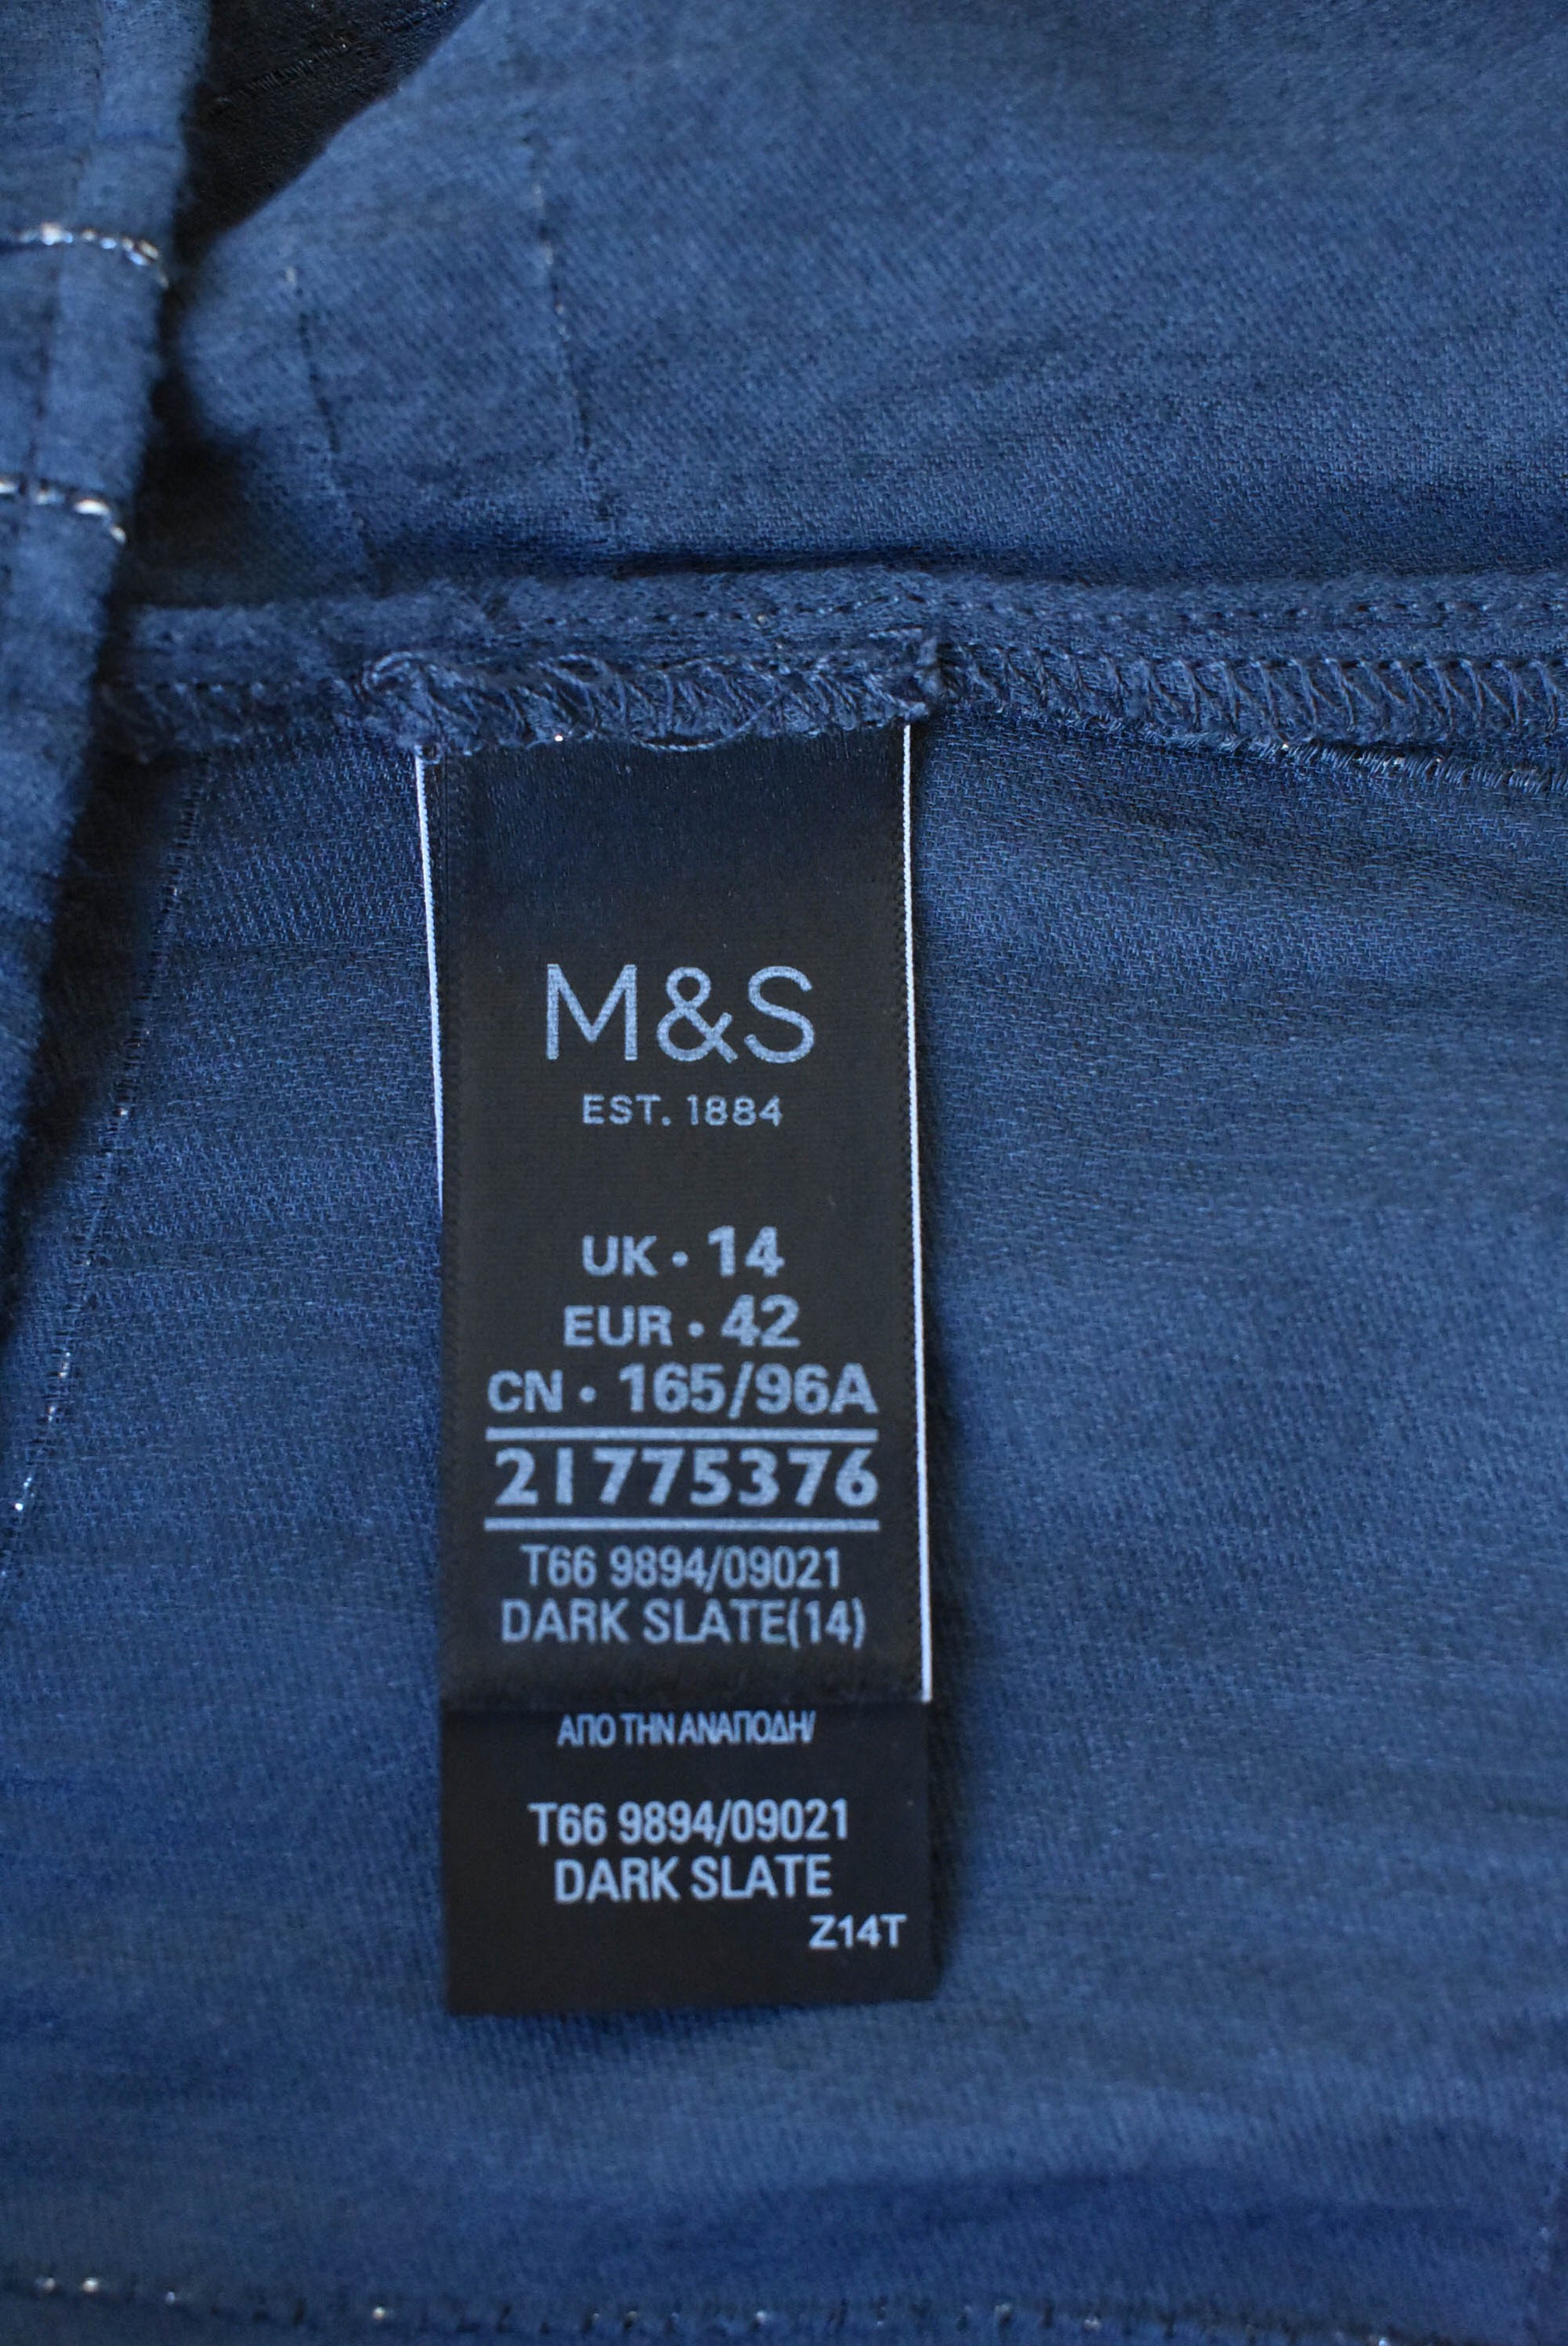 M&S
EST. 1884
UK • 14
EUR • 42
CN • 165/96A
21775376
T66 9894/09021
DARK SLATE(14)
ΑΠΟ ΤΗΝ ΑΝΑΠΟΔΗ/
T66 9894/09021
DARK SLATE
Z14T